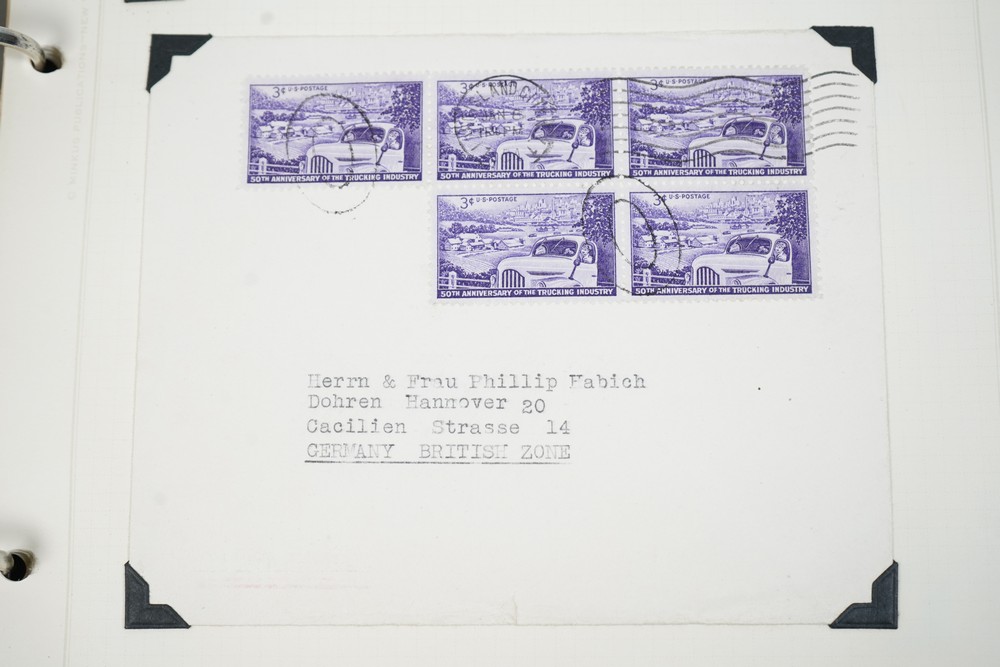 3¢ U.S. POSTAGE
50TH ANNIVERSARY OF THE TRUCKING INDUSTRY
3¢ U.S. POSTAGE
50TH ANNIVERSARY OF THE TRUCKING INDUSTRY
3¢
50TH ANNIVERSARY OF THE TRUCKING INDUSTRY
3¢ U.S. POSTAGE
50TH ANNIVERSARY OF THE TRUCKING INDUSTRY
3¢ U.S. POSTAGE
50TH ANNIVERSARY OF THE TRUCKING INDUSTRY
Herrn & Frau Phillip Habich
Dohren Hannover 20
Cacilien Strasse 14
GERMANY BRITISH ZONE